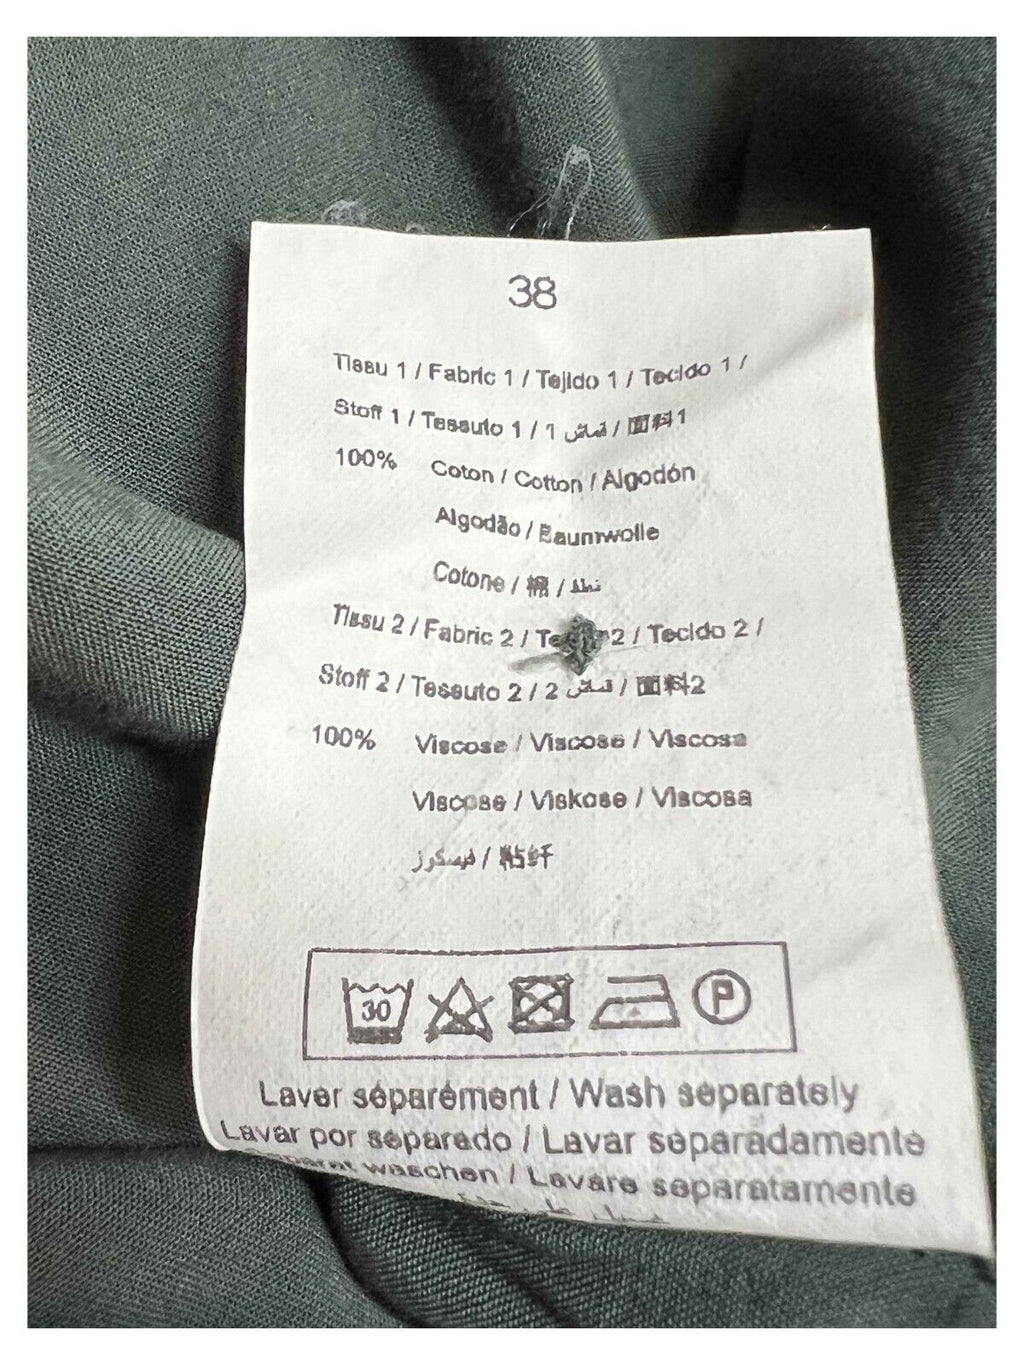 38
Tissu 1 / Fabric 1 / Tejido 1 / Tecido 1 /
Stoff 1 / Tessuto 1 / 1 قماش / 面料1
100% Coton / Cotton / Algodón
Algodão / Baumwolle
Cotone / 棉 / قطن
Tissu 2 / Fabric 2 / 2 / Tecido 2 /
Stoff 2 / Tessuto 2 / 2 قماش / 面料2
100% Viscose / Viscose / Viscosa
Viscose / Viskose / Viscosa
فيسكوز / 粘纤
30 P
Laver séparément / Wash separately
Lavar por separado / Lavar separadamente
Separat waschen / Lavare separatamente